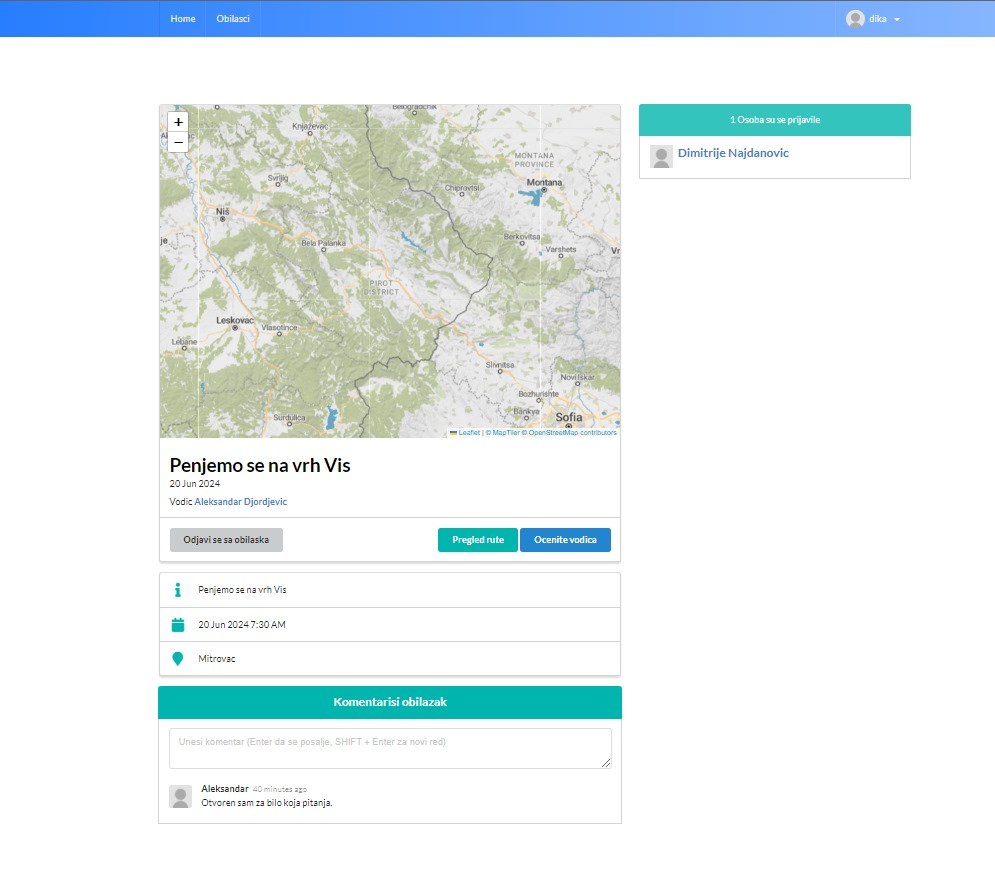 Home Obilasci dika
Belogradchik
Knjaževac
+
−
MONTANA
PROVINCE
Svrljig
Chiprovtsi
Montana
Niš
Berkovitsa
Bela Palanka
Varshets
PIROT
DISTRICT
Leskovac
Vlasotince
Lebane
Slivnitsa
Novi Iskar
Bozhurishte
Bankya
Surdulica
Sofia
Leaflet | © MapTiler © OpenStreetMap contributors
Penjemo se na vrh Vis
20 Jun 2024
Vodic Aleksandar Djordjevic
Odjavi se sa obilaska Pregled rute Ocenite vodica
Penjemo se na vrh Vis
20 Jun 2024 7:30 AM
Mitrovac
Komentarisi obilazak
Unesi komentar (Enter da se posalje, SHIFT + Enter za novi red)
Aleksandar 40 minutes ago
Otvoren sam za bilo koja pitanja.
1 Osoba su se prijavile
Dimitrije Najdanovic